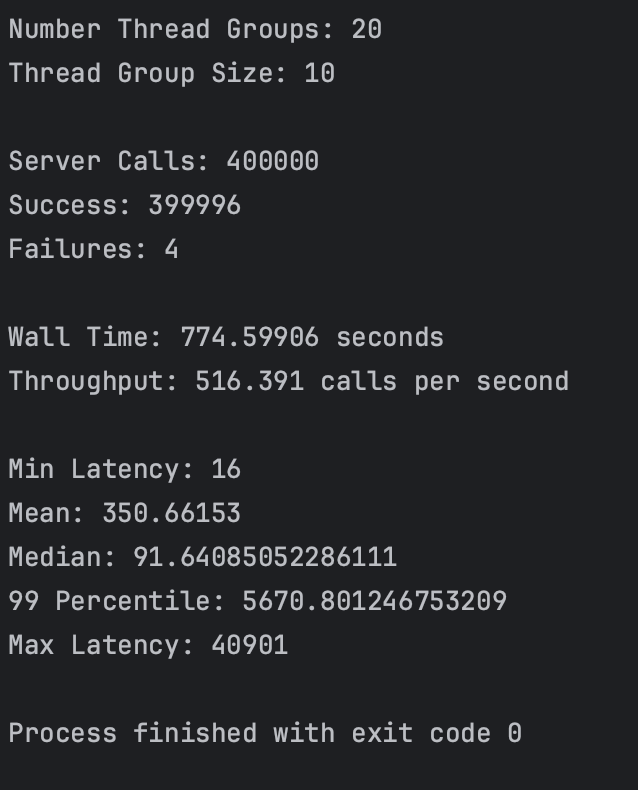 Number Thread Groups: 20
Thread Group Size: 10
Server Calls: 400000
Success: 399996
Failures: 4
Wall Time: 774.59906 seconds
Throughput: 516.391 calls per second
Min Latency: 16
Mean: 350.66153
Median: 91.64085052286111
99 Percentile: 5670.801246753209
Max Latency: 40901
Process finished with exit code 0